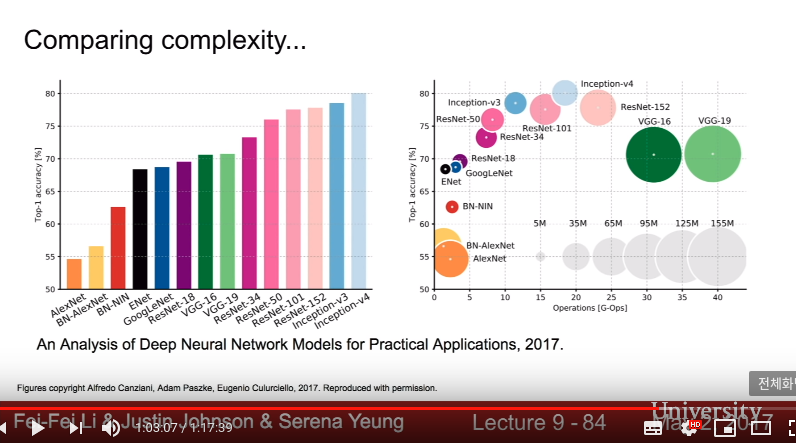 Comparing complexity...
Top-1 accuracy [%]
80
75
70
65
60
55
50
AlexNet
BN-AlexNet
BN-NIN
ENet
GoogLeNet
ResNet-18
VGG-16
VGG-19
ResNet-34
ResNet-50
ResNet-101
ResNet-152
Inception-v3
Inception-v4
Top-1 accuracy [%]
80
75
70
65
60
55
50
Inception-v4
Inception-v3
ResNet-152
ResNet-50
ResNet-101
VGG-16
VGG-19
ResNet-34
ResNet-18
GoogLeNet
ENet
BN-NIN
5M
35M
65M
95M
125M
155M
BN-AlexNet
AlexNet
0
5
10
15
20
25
30
35
40
Operations [G-Ops]
An Analysis of Deep Neural Network Models for Practical Applications, 2017.
Figures copyright Alfredo Canziani, Adam Paszke, Eugenio Culurciello, 2017. Reproduced with permission.
전체화
University
Fei-Fei Li & Justin Johnson & Serena Yeung
Lecture 9 - 84
2017
1:03:07 / 1:17:39
HD